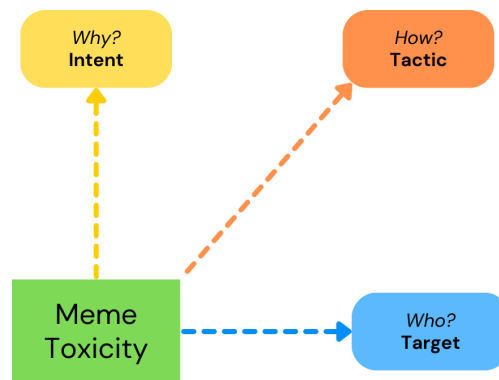 Why?
Intent
How?
Tactic
Meme
Toxicity
Who?
Target